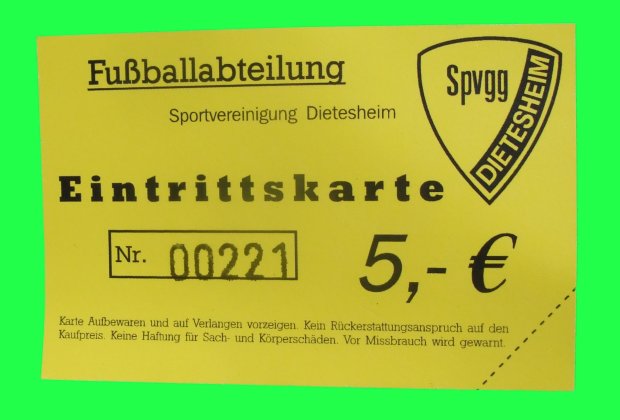 Fußballabteilung
Sportvereinigung Dietesheim
Spvgg
DIETESHEIM
Eintrittskarte
Nr. 00221
5,- €
Karte Aufbewaren und auf Verlangen vorzeigen. Kein Rückerstattungsanspruch auf den
Kaufpreis. Keine Haftung für Sach- und Körperschäden. Vor Missbrauch wird gewarnt.